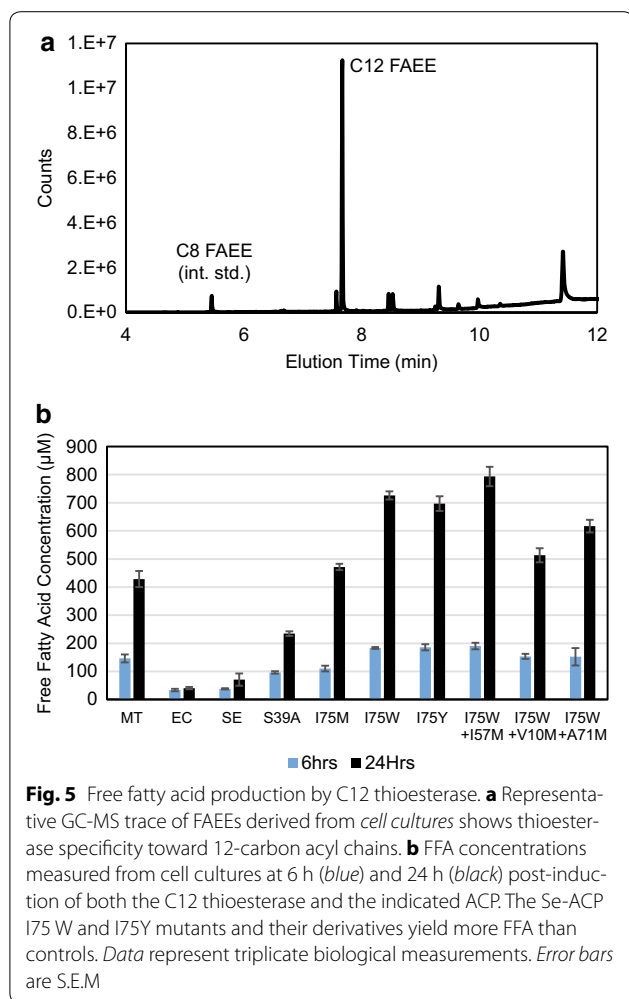 a
1.E+7
1.E+7
8.E+6
6.E+6
4.E+6
2.E+6
0.E+0
Counts
C12 FAEE
C8 FAEE
(int. std.)
4 6 8 10 12
Elution Time (min)
b
900
800
700
600
500
400
300
200
100
0
Free Fatty Acid Concentration (µM)
MT EC SE S39A I75M I75W I75Y I75W I75W I75W
+I57M +V10M +A71M
6hrs 24Hrs
Fig. 5 Free fatty acid production by C12 thioesterase. a Representa-
tive GC-MS trace of FAEEs derived from cell cultures shows thioester-
ase specificity toward 12-carbon acyl chains. b FFA concentrations
measured from cell cultures at 6 h (blue) and 24 h (black) post-induc-
tion of both the C12 thioesterase and the indicated ACP. The Se-ACP
I75 W and I75Y mutants and their derivatives yield more FFA than
controls. Data represent triplicate biological measurements. Error bars
are S.E.M